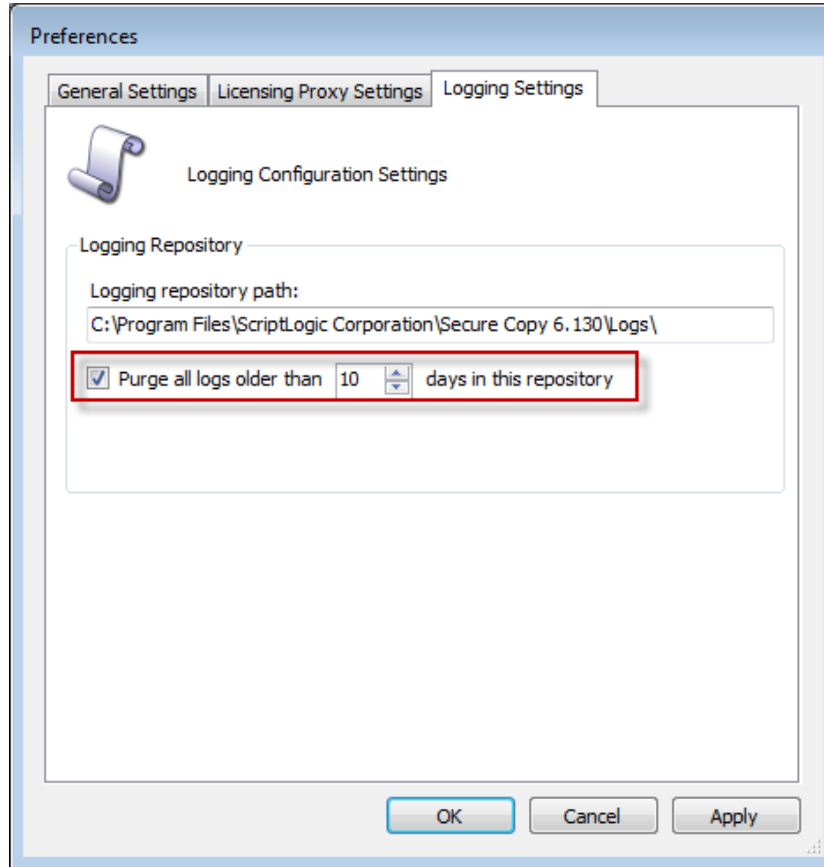 Preferences
General Settings Licensing Proxy Settings Logging Settings
Logging Configuration Settings
Logging Repository
Logging repository path:
C:\Program Files\ScriptLogic Corporation\Secure Copy 6.130\Logs\
Purge all logs older than 10 days in this repository
OK Cancel Apply